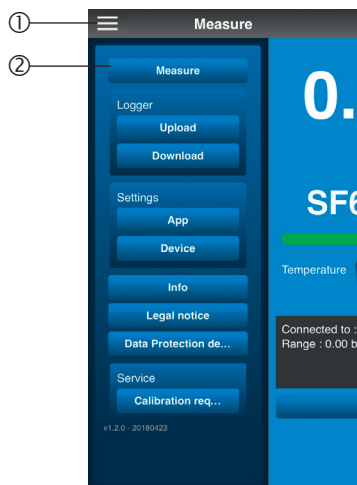 ①
Measure
②
Measure
Logger
Upload
Download
Settings
App
Device
Info
Legal notice
Data Protection de...
Service
Calibration req...
v1.2.0 - 20180423
0.
SF6
Temperature
Connected to :
Range : 0.00 b